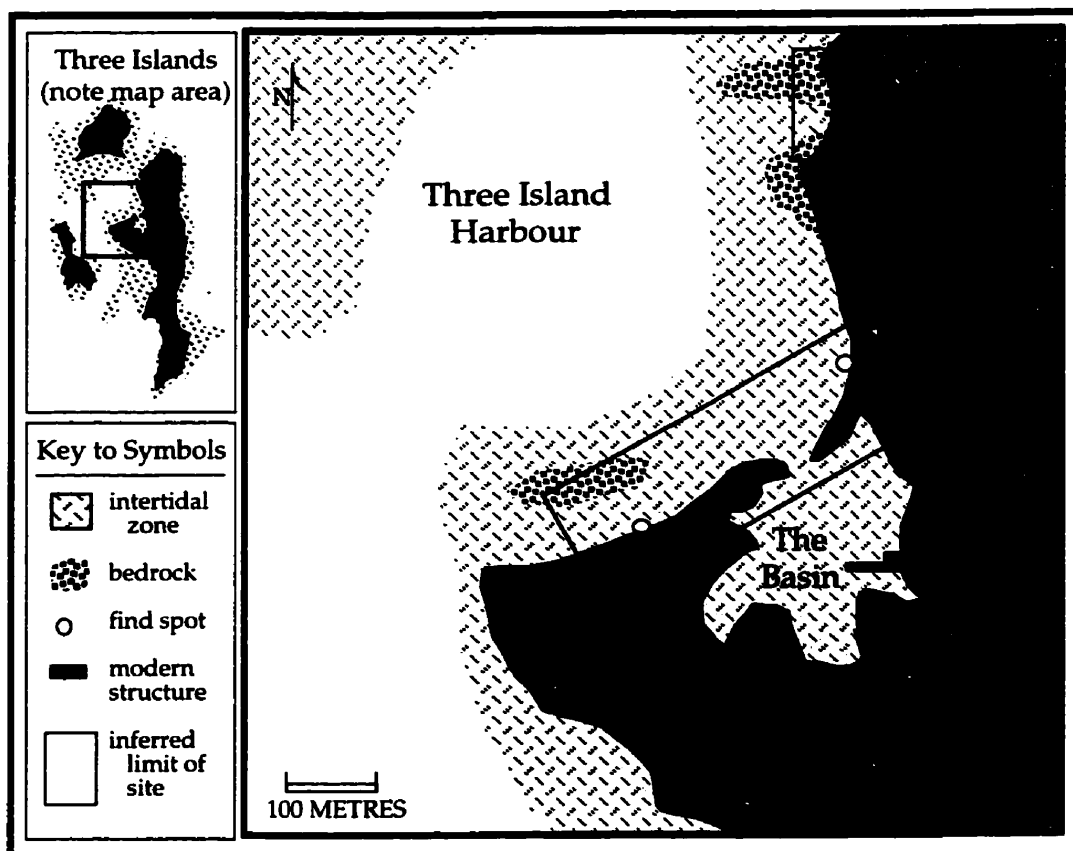 Three Islands
(note map area)
N
Three Island
Harbour
The
Basin
100 METRES
Key to Symbols
intertidal
zone
bedrock
find spot
modern
structure
inferred
limit of
site